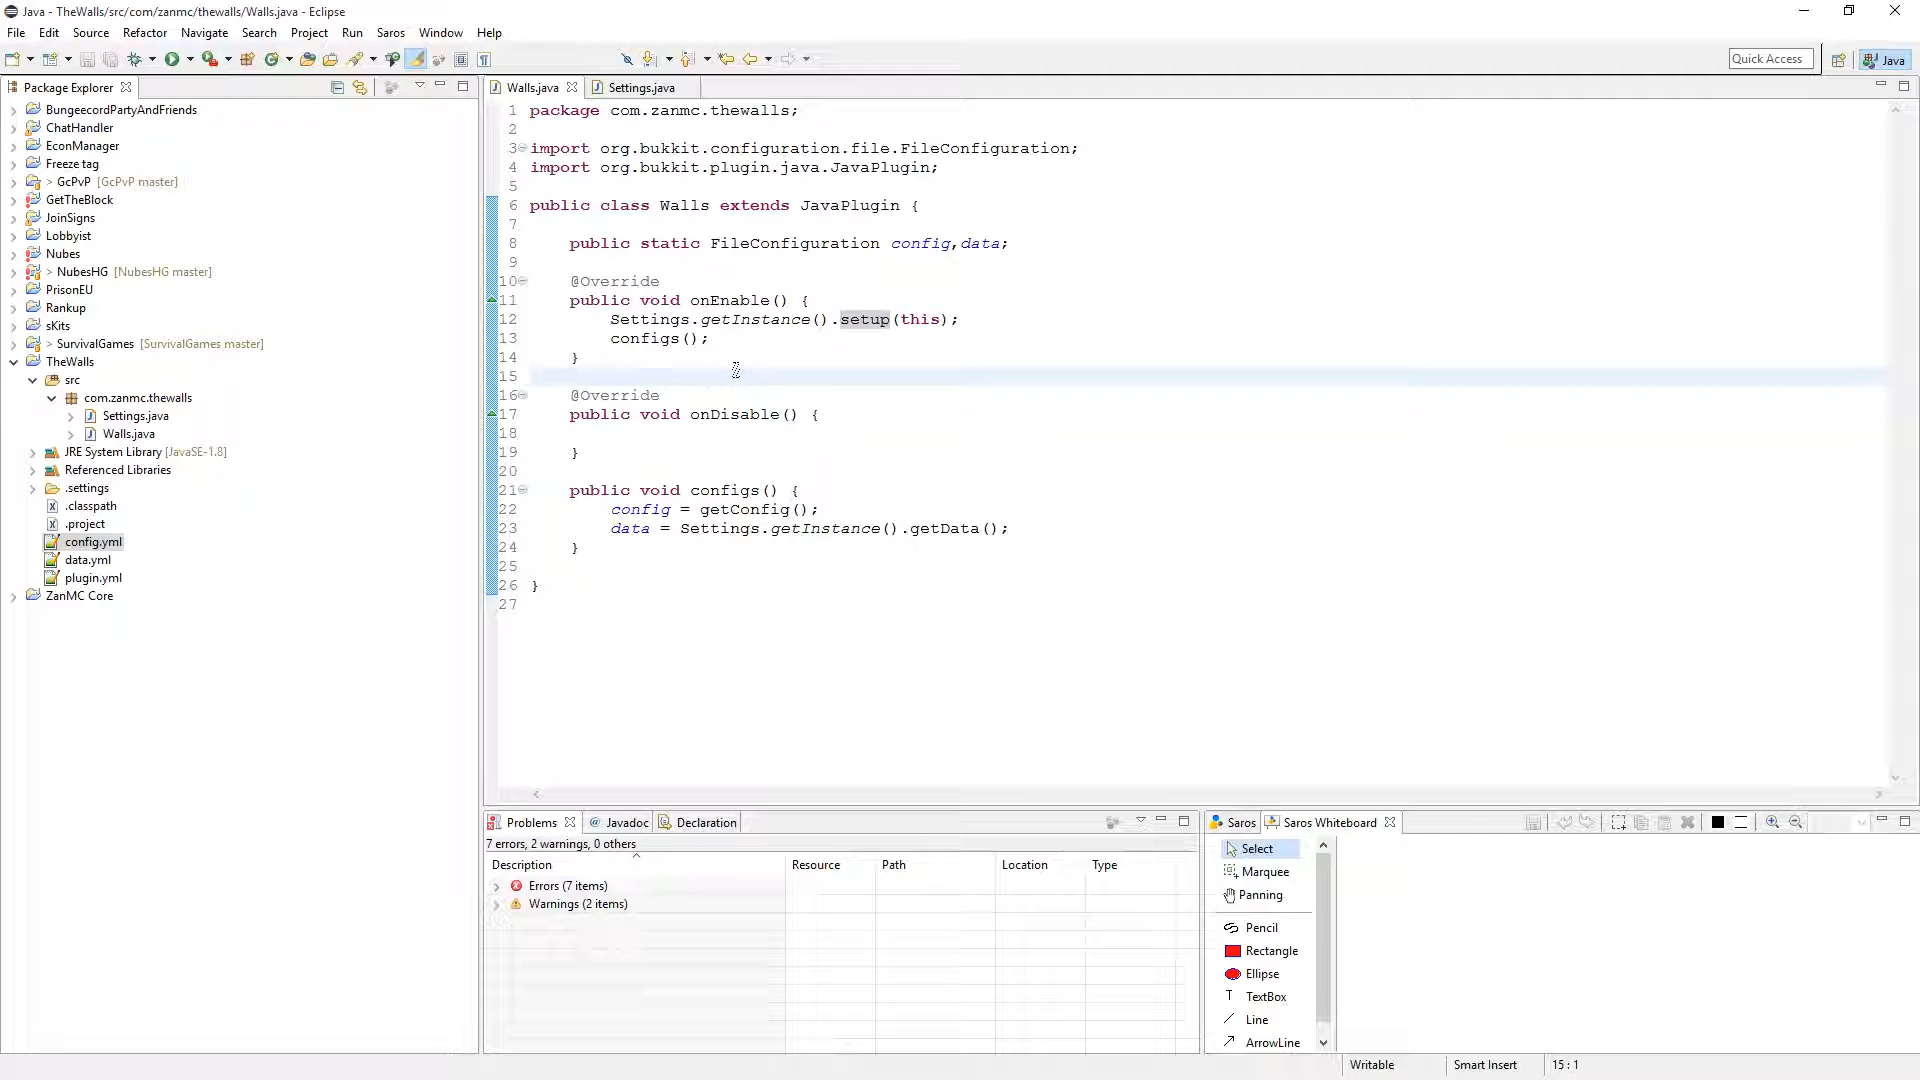 Java - TheWalls/src/com/zanmc/thewalls/Walls.java - Eclipse
File Edit Source Refactor Navigate Search Project Run Saros Window Help
Quick Access
Java
Package Explorer
BungeecordPartyAndFriends
ChatHandler
EconManager
Freeze tag
> GcPvP [GcPvP master]
GetTheBlock
JoinSigns
Lobbyist
Nubes
> NubesHG [NubesHG master]
PrisonEU
Rankup
sKits
> SurvivalGames [SurvivalGames master]
TheWalls
src
com.zanmc.thewalls
Settings.java
Walls.java
JRE System Library [JavaSE-1.8]
Referenced Libraries
.settings
.classpath
.project
config.yml
data.yml
plugin.yml
ZanMC Core
Walls.java Settings.java
1 package com.zanmc.thewalls;
2
3 import org.bukkit.configuration.file.FileConfiguration;
4 import org.bukkit.plugin.java.JavaPlugin;
5
6 public class Walls extends JavaPlugin {
7
8 public static FileConfiguration config,data;
9
10 @Override
11 public void onEnable() {
12 Settings.getInstance().setup(this);
13 configs();
14 }
15
16 @Override
17 public void onDisable() {
18
19 }
20
21 public void configs() {
22 config = getConfig();
23 data = Settings.getInstance().getData();
24 }
25
26 }
27
Problems @ Javadoc Declaration
7 errors, 2 warnings, 0 others
Description Resource Path Location Type
Errors (7 items)
Warnings (2 items)
Saros Saros Whiteboard
Select
Marquee
Panning
Pencil
Rectangle
Ellipse
T TextBox
Line
ArrowLine
Writable Smart Insert 15 : 1